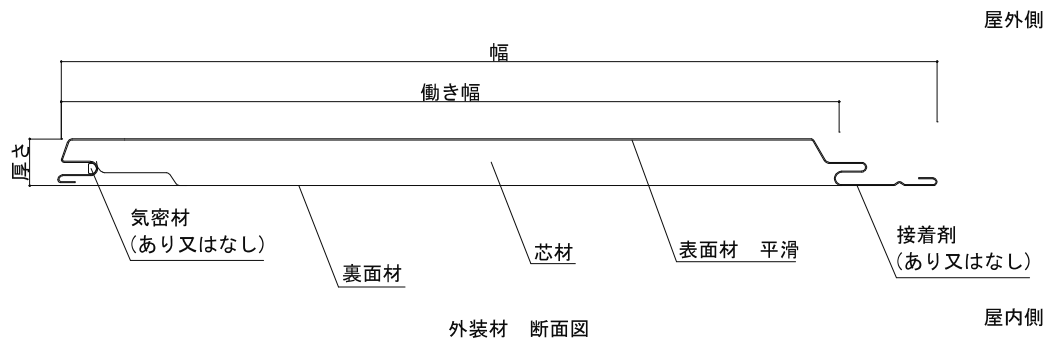 屋外側
幅
働き幅
厚さ
気密材
(あり又はなし)
裏面材
芯材
表面材　平滑
接着剤
(あり又はなし)
外装材　断面図
屋内側